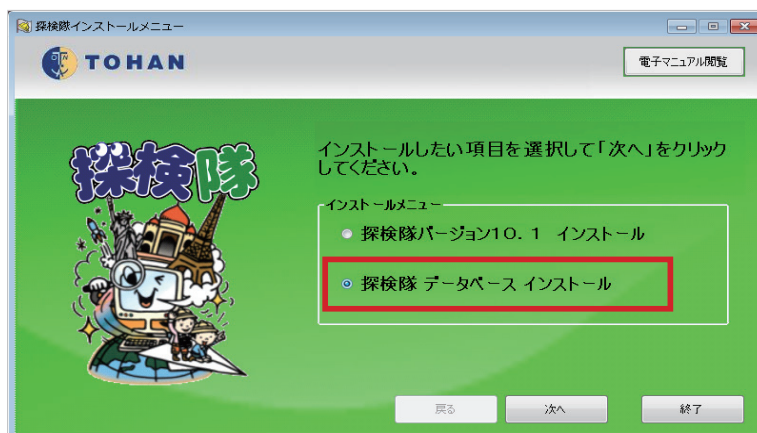 探検隊インストールメニュー
TOHAN
電子マニュアル閲覧
探検隊
インストールしたい項目を選択して「次へ」をクリック
してください。
インストールメニュー
探検隊バージョン10.1 インストール
探検隊 データベース インストール
戻る
次へ
終了